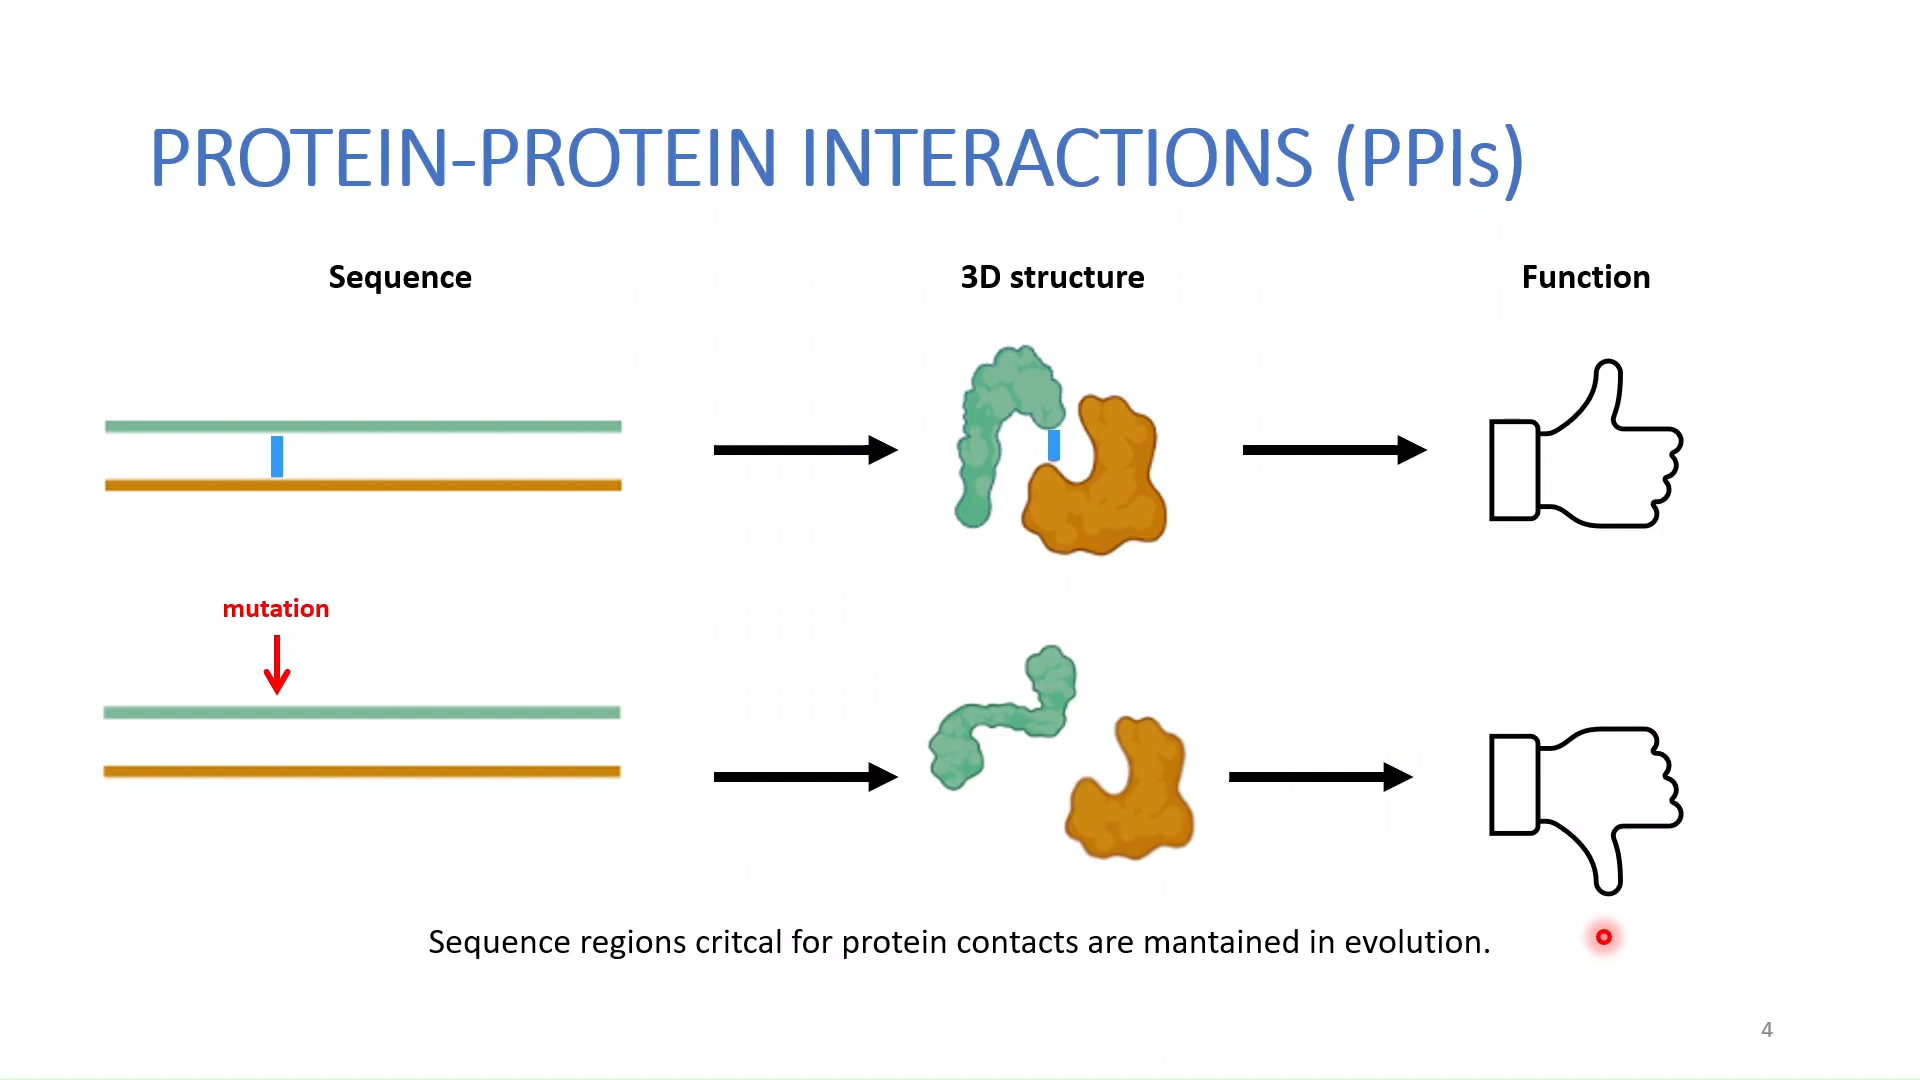 PROTEIN-PROTEIN INTERACTIONS (PPIs)
Sequence
3D structure
Function
mutation
Sequence regions critcal for protein contacts are mantained in evolution.
4